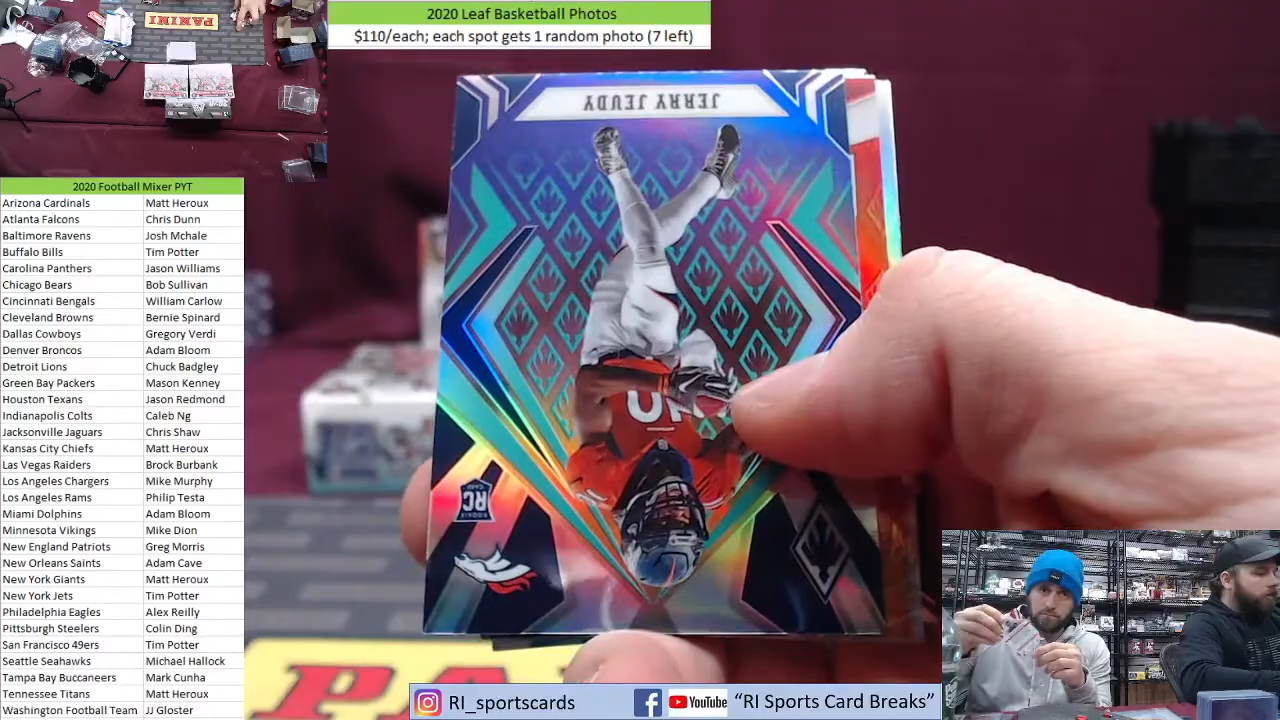 PANINI
2020 Leaf Basketball Photos
$110/each; each spot gets 1 random photo (7 left)
2020 Football Mixer PYT
Arizona Cardinals Matt Heroux
Atlanta Falcons Chris Dunn
Baltimore Ravens Josh Mchale
Buffalo Bills Tim Potter
Carolina Panthers Jason Williams
Chicago Bears Bob Sullivan
Cincinnati Bengals William Carlow
Cleveland Browns Bernie Spinard
Dallas Cowboys Gregory Verdi
Denver Broncos Adam Bloom
Detroit Lions Chuck Badgley
Green Bay Packers Mason Kenney
Houston Texans Jason Redmond
Indianapolis Colts Caleb Ng
Jacksonville Jaguars Chris Shaw
Kansas City Chiefs Matt Heroux
Las Vegas Raiders Brock Burbank
Los Angeles Chargers Mike Murphy
Los Angeles Rams Philip Testa
Miami Dolphins Adam Bloom
Minnesota Vikings Mike Dion
New England Patriots Greg Morris
New Orleans Saints Adam Cave
New York Giants Matt Heroux
New York Jets Tim Potter
Philadelphia Eagles Alex Reilly
Pittsburgh Steelers Colin Ding
San Francisco 49ers Tim Potter
Seattle Seahawks Michael Hallock
Tampa Bay Buccaneers Mark Cunha
Tennessee Titans Matt Heroux
Washington Football Team JJ Gloster
JERRY JEUDY
ROOKIE
RC
CARD
RI_sportscards
YouTube
"RI Sports Card Breaks"